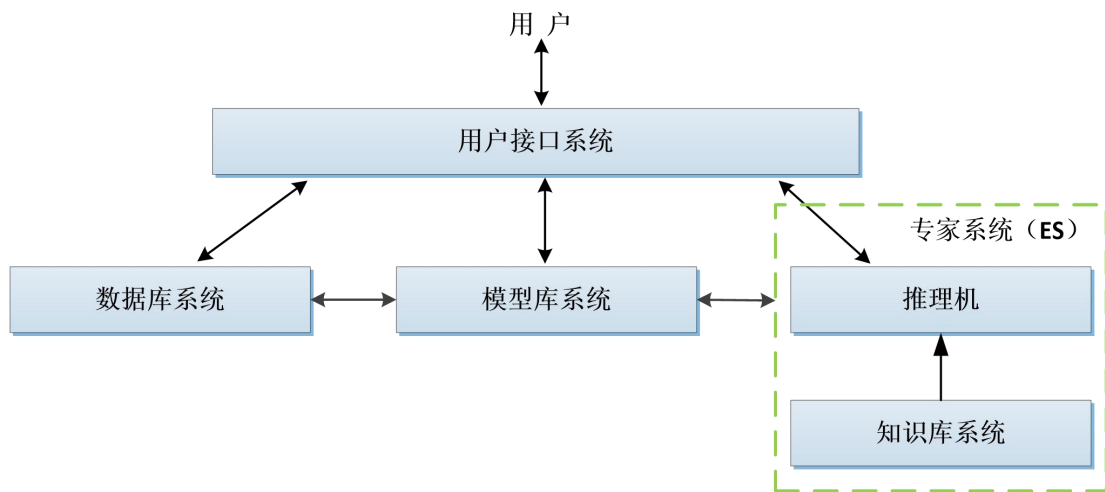 用 户
用户接口系统
专家系统（ES）
数据库系统
模型库系统
推理机
知识库系统